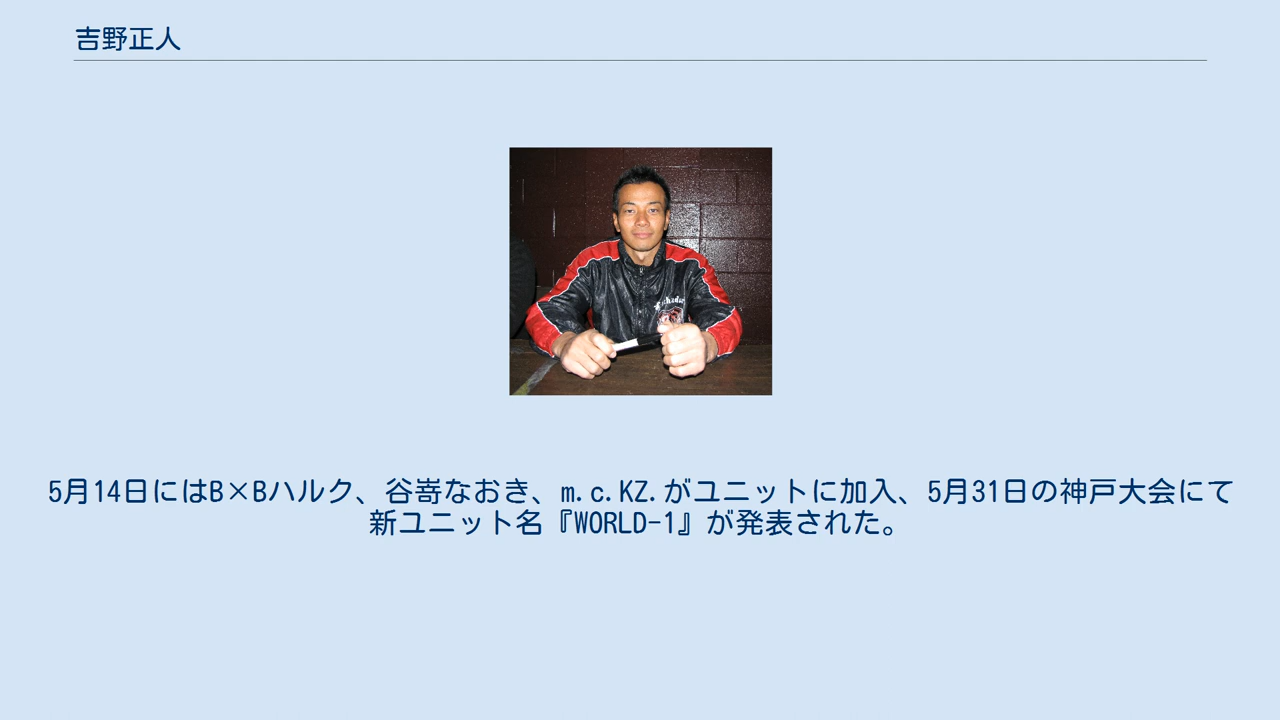 吉野正人
5月14日にはB×Bハルク、谷嵜なおき、m.c.KZ.がユニットに加入、5月31日の神戸大会にて
新ユニット名『WORLD-1』が発表された。